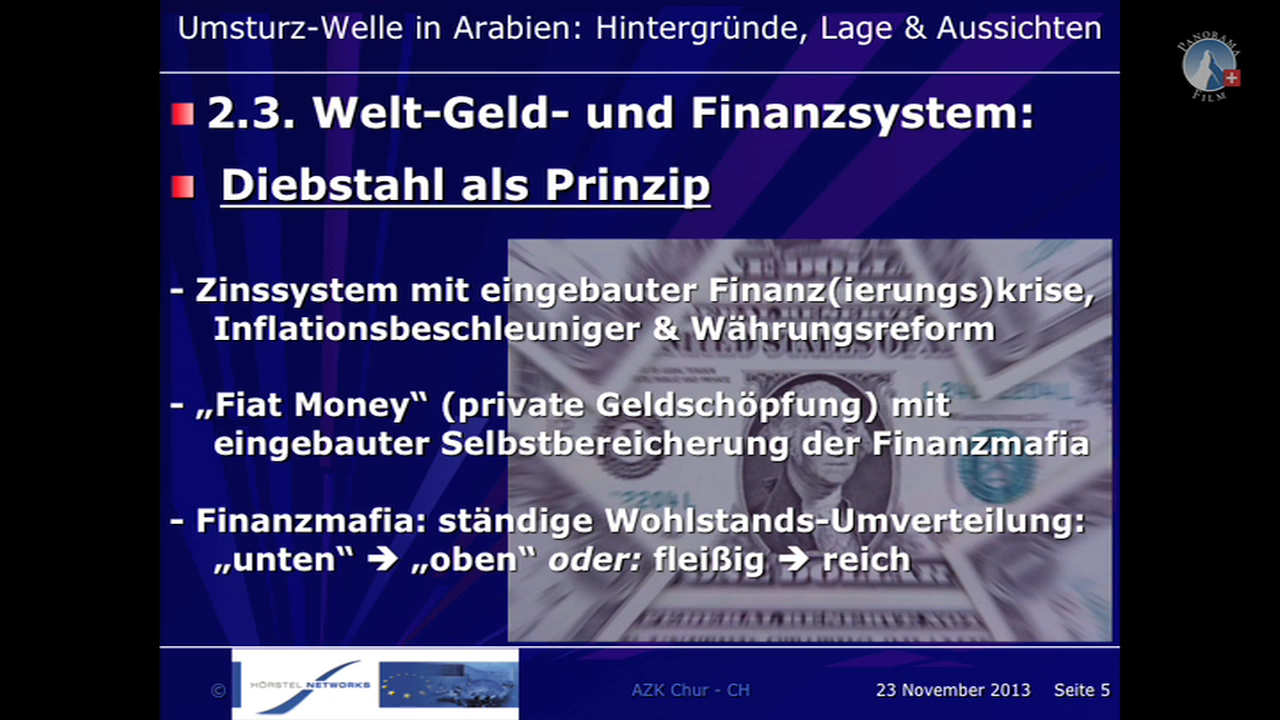 Umsturz-Welle in Arabien: Hintergründe, Lage & Aussichten
PANORAMA
FILM
2.3. Welt-Geld- und Finanzsystem:
Diebstahl als Prinzip
- Zinssystem mit eingebauter Finanz(ierungs)krise,
Inflationsbeschleuniger & Währungsreform
- „Fiat Money“ (private Geldschöpfung) mit
eingebauter Selbstbereicherung der Finanzmafia
- Finanzmafia: ständige Wohlstands-Umverteilung:
„unten“ ➔ „oben“ oder: fleißig ➔ reich
© HÖRSTEL NETWORKS AZK Chur - CH 23 November 2013 Seite 5